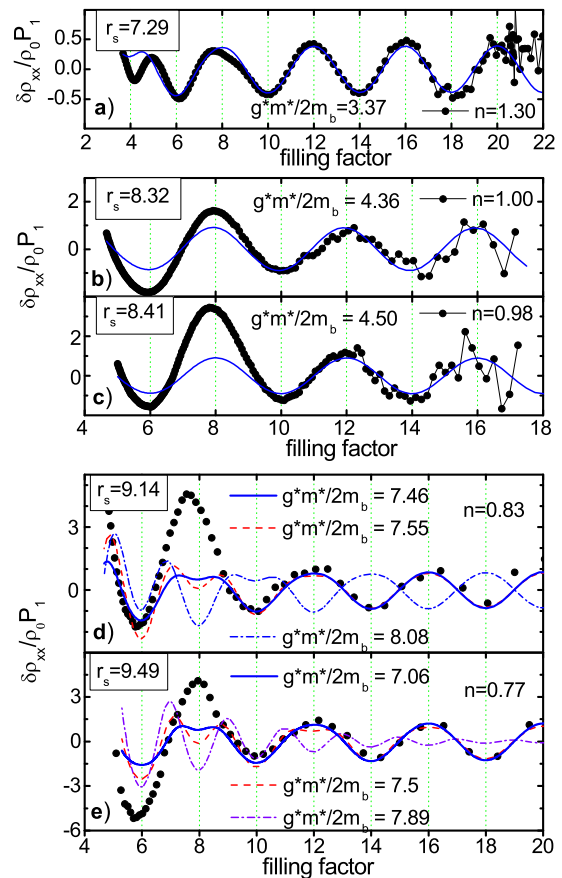 r_s=7.29
0.5
0.0
-0.5
δρ_xx/ρ_0P_1
a)
g*m*/2m_b=3.37
n=1.30
2 4 6 8 10 12 14 16 18 20 22
filling factor
r_s=8.32
g*m*/2m_b = 4.36
n=1.00
2
0
b)
δρ_xx/ρ_0P_1
r_s=8.41
g*m*/2m_b = 4.50
n=0.98
2
0
c)
4 6 8 10 12 14 16 18
filling factor
r_s=9.14
g*m*/2m_b = 7.46
g*m*/2m_b = 7.55
n=0.83
3
0
d)
g*m*/2m_b = 8.08
δρ_xx/ρ_0P_1
r_s=9.49
g*m*/2m_b = 7.06
n=0.77
3
0
-3
-6
g*m*/2m_b = 7.5
e)
g*m*/2m_b = 7.89
4 6 8 10 12 14 16 18 20
filling factor